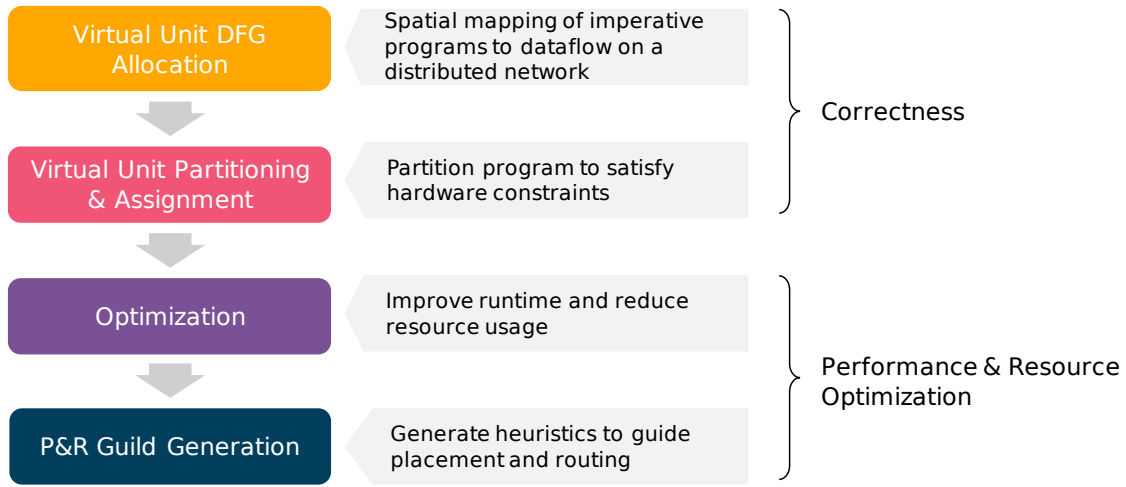 Virtual Unit DFG
Allocation
Spatial mapping of imperative
programs to dataflow on a
distributed network
Correctness
Virtual Unit Partitioning
& Assignment
Partition program to satisfy
hardware constraints
Optimization
Improve runtime and reduce
resource usage
Performance & Resource
Optimization
P&R Guild Generation
Generate heuristics to guide
placement and routing